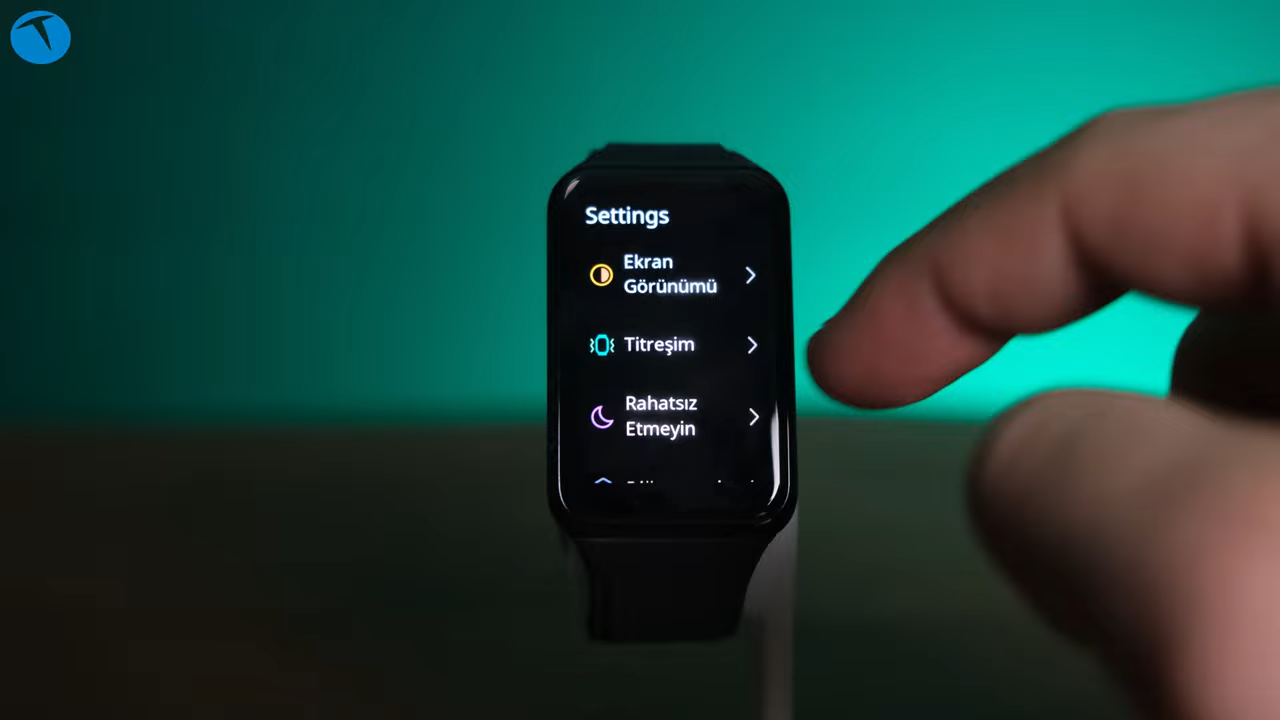 Settings
Ekran
Görünümü
Titreşim
Rahatsız
Etmeyin